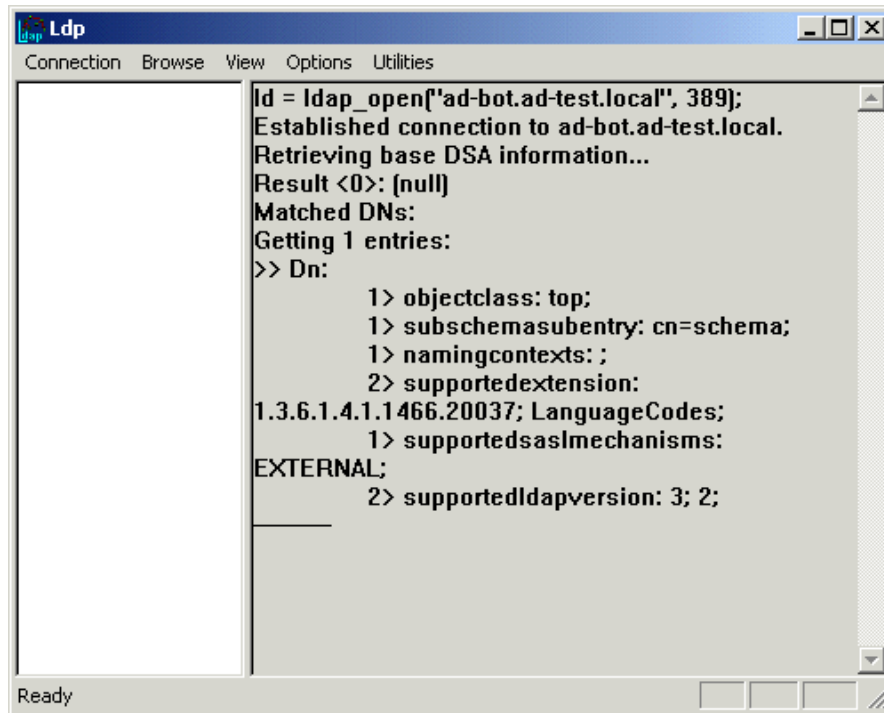 Ldp
Connection Browse View Options Utilities
ld = ldap_open("ad-bot.ad-test.local", 389);
Established connection to ad-bot.ad-test.local.
Retrieving base DSA information...
Result <0>: (null)
Matched DNs:
Getting 1 entries:
>> Dn:
1> objectclass: top;
1> subschemasubentry: cn=schema;
1> namingcontexts: ;
2> supportedextension:
1.3.6.1.4.1.1466.20037; LanguageCodes;
1> supportedsaslmechanisms:
EXTERNAL;
2> supportedldapversion: 3; 2;
Ready